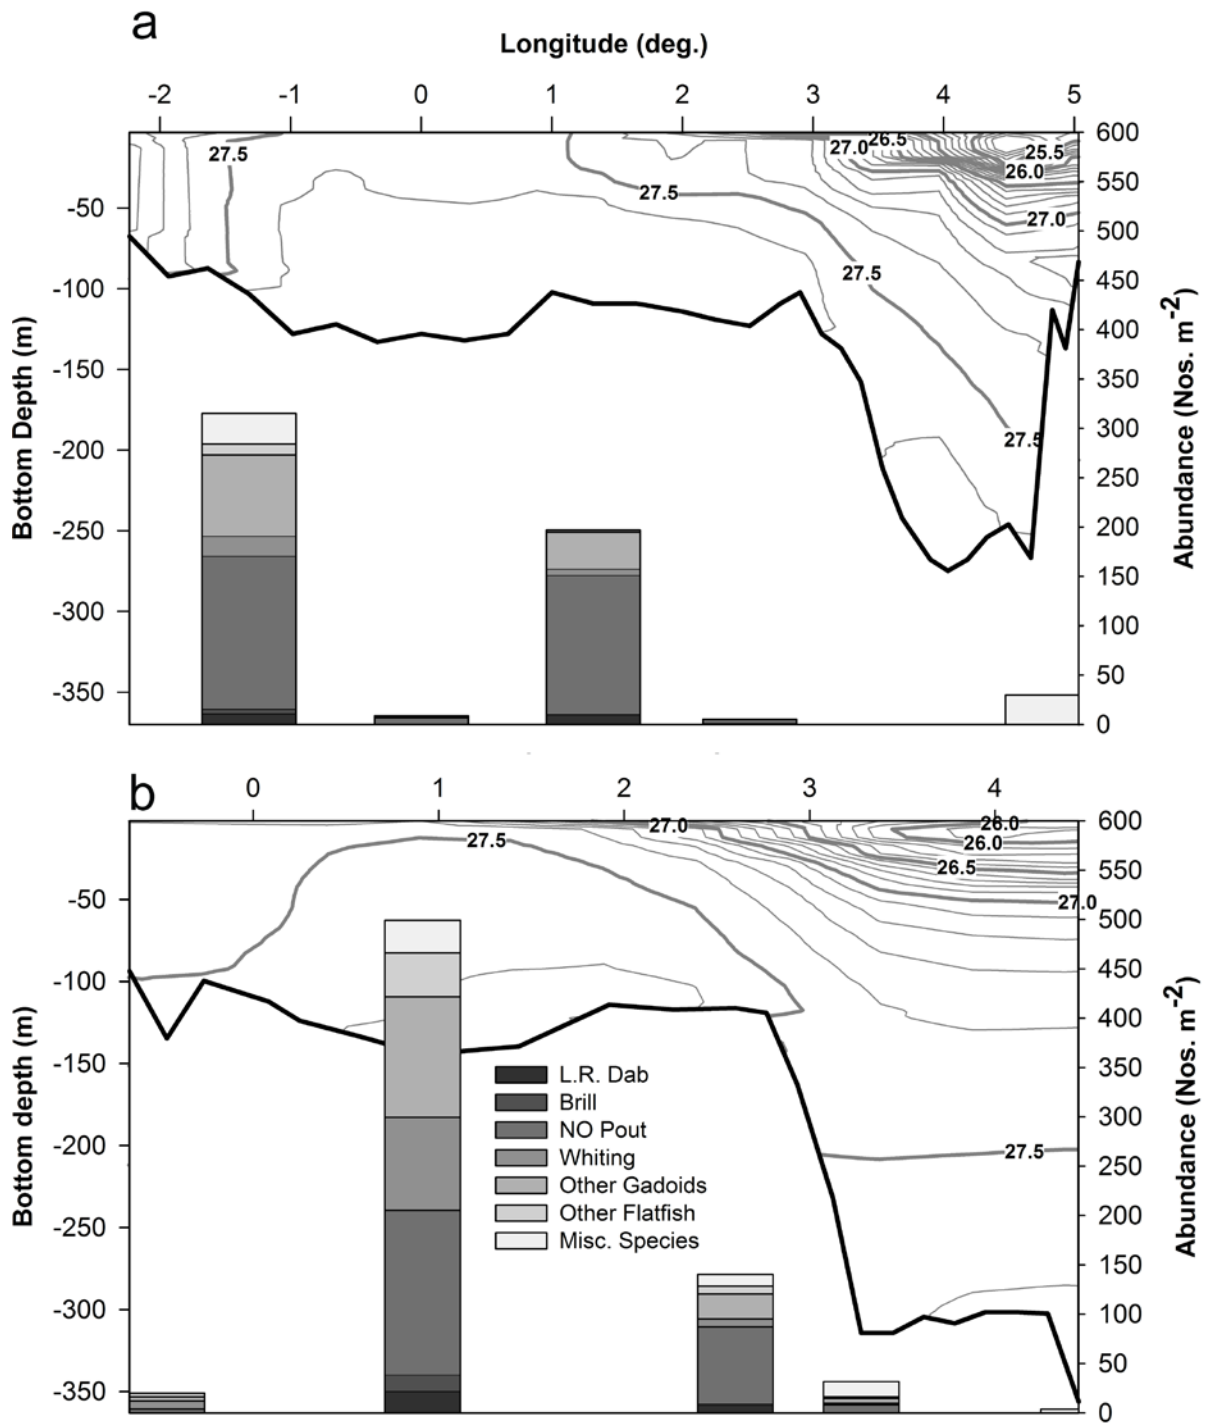 a
Longitude (deg.)
-2 -1 0 1 2 3 4 5
27.5 27.0 26.5 25.5 26.0
27.5 27.0
27.5
27.5
-50
-100
-150
-200
-250
-300
-350
Bottom Depth (m)
600
550
500
450
400
350
300
250
200
150
100
50
0
Abundance (Nos. m-2)
b
0 1 2 3 4
27.5 27.0 26.0
26.0
26.5
27.0
27.5
-50
-100
-150
-200
-250
-300
-350
Bottom depth (m)
L.R. Dab
Brill
NO Pout
Whiting
Other Gadoids
Other Flatfish
Misc. Species
600
550
500
450
400
350
300
250
200
150
100
50
0
Abundance (Nos. m-2)